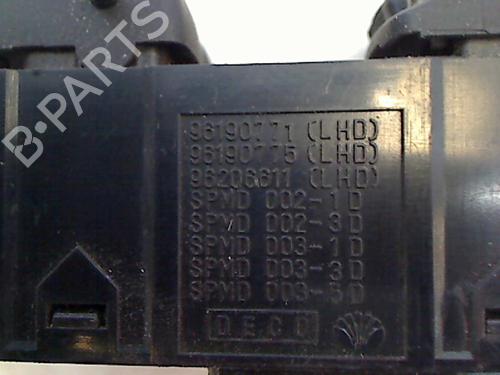 B-PARTS
96190771 (LHD)
96190775 (LHD)
96206611 (LHD)
SPMD 002-1D
SPMD 002-3D
SPMD 003-1D
SPMD 003-3D
SPMD 003-5D
DECO